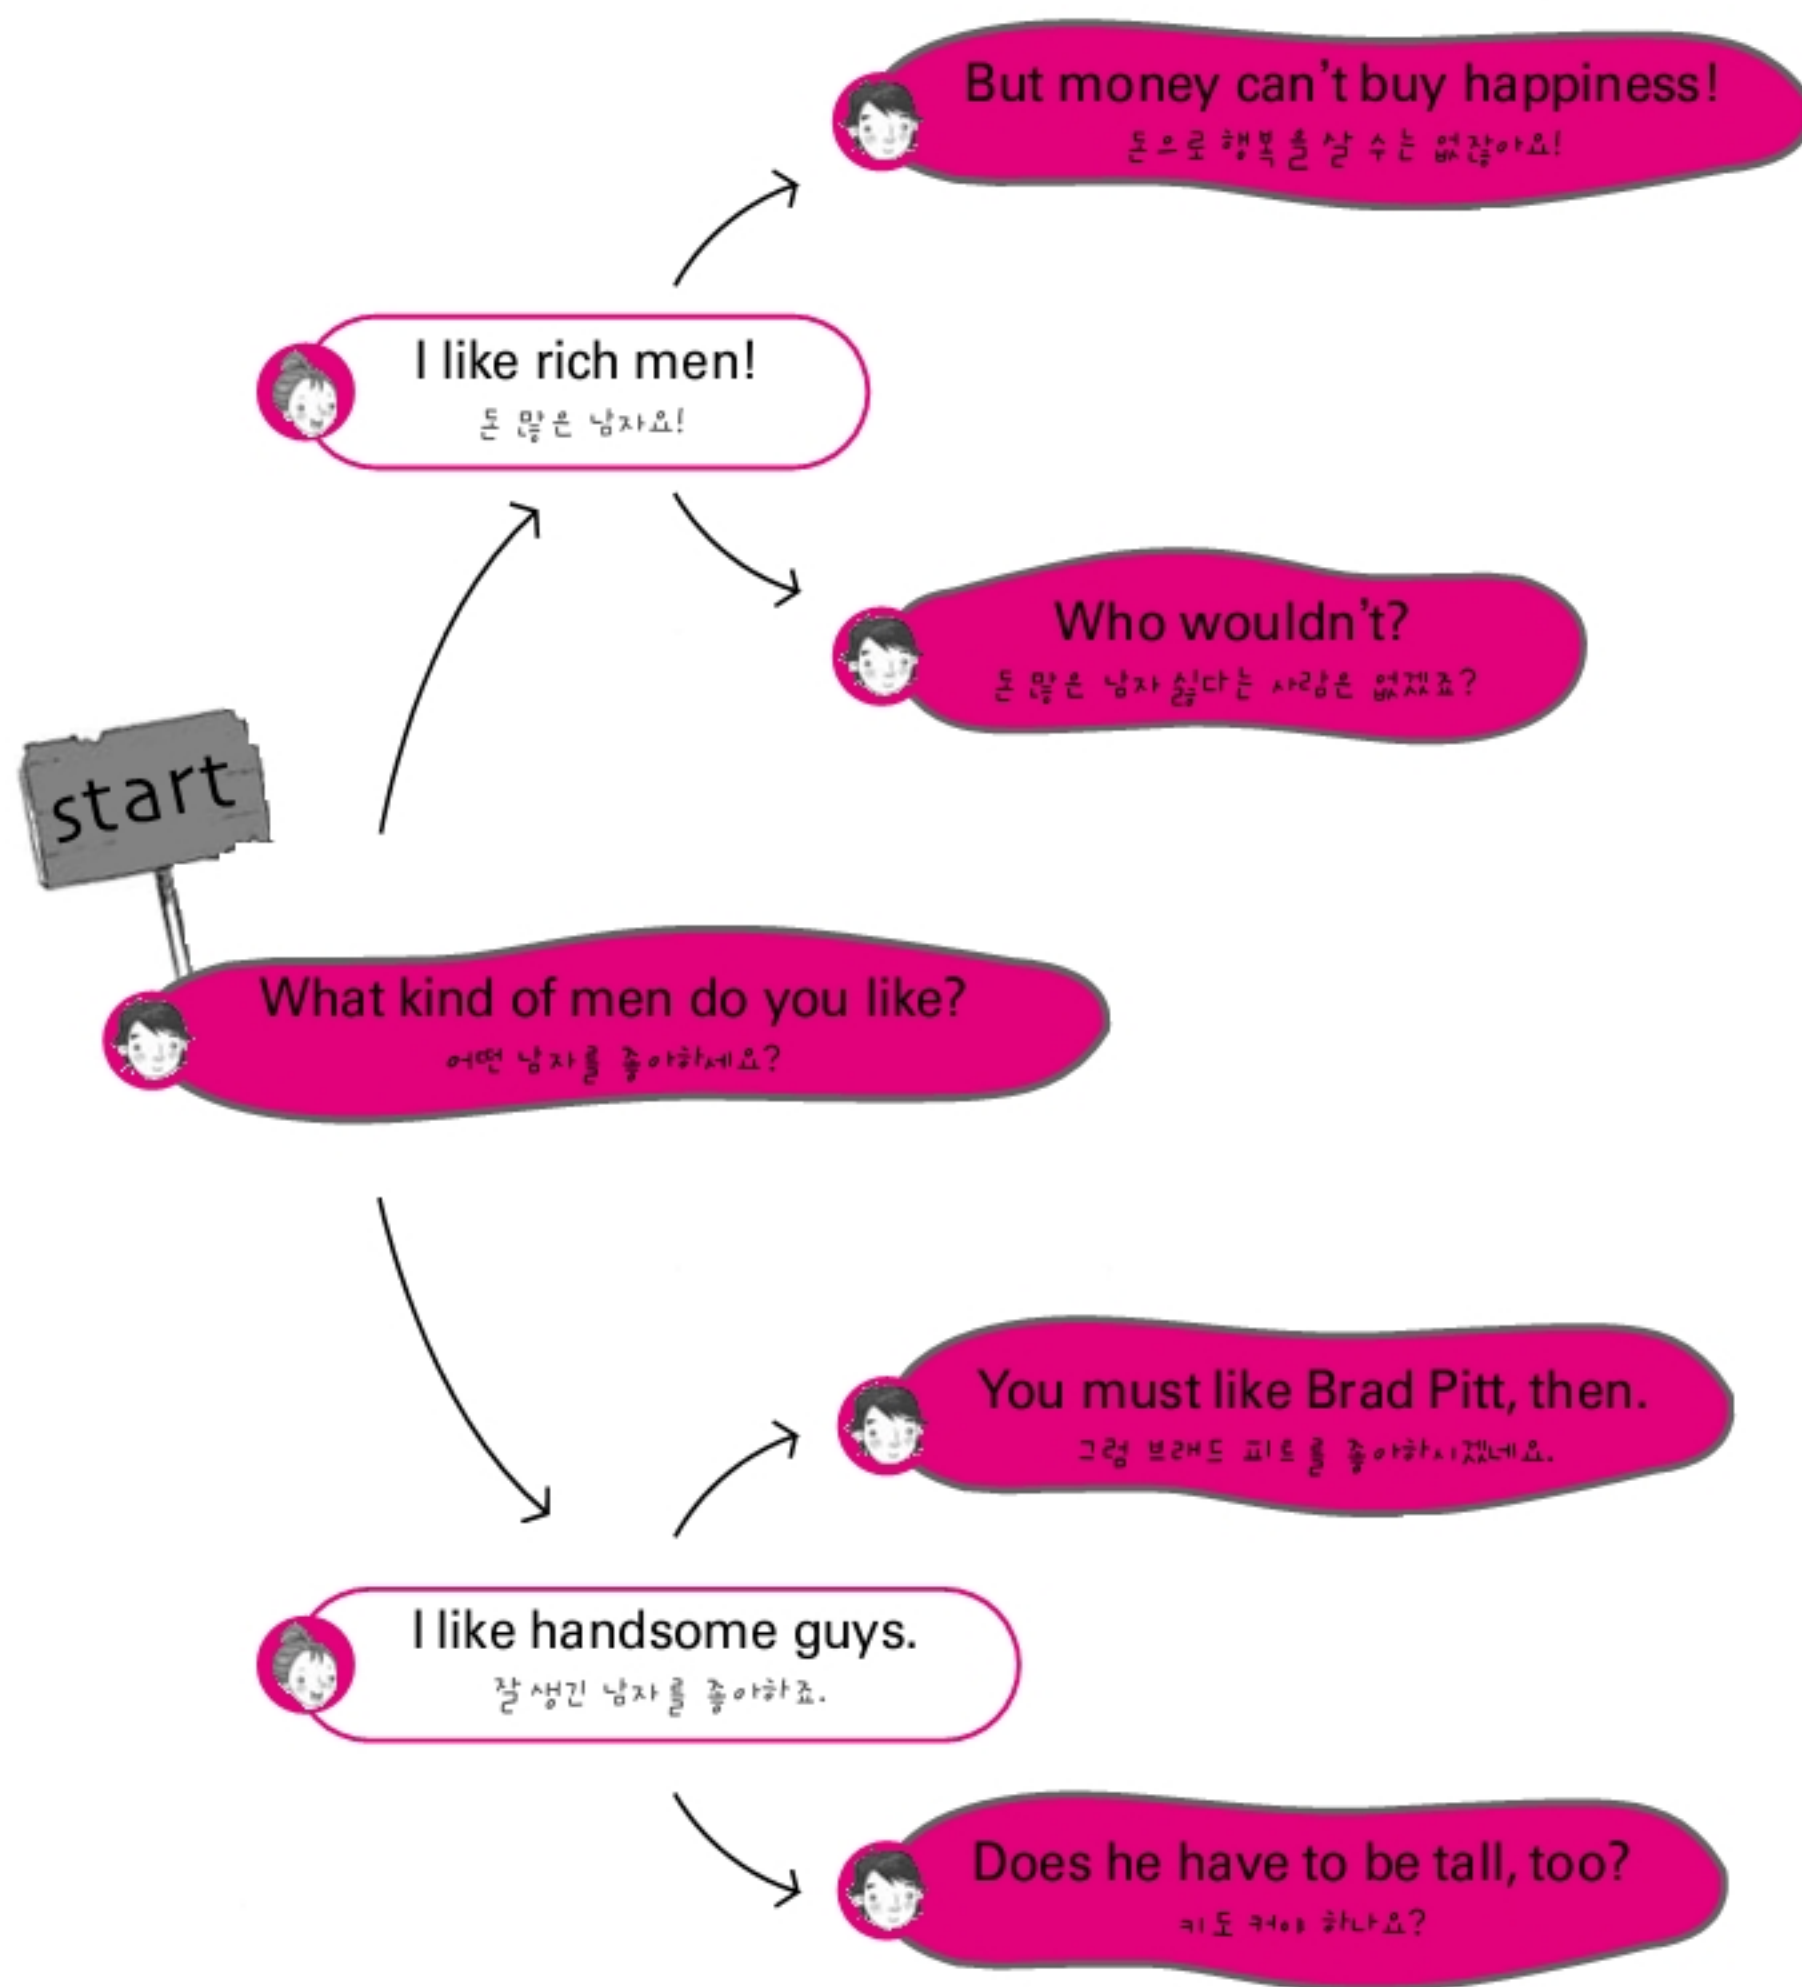 But money can't buy happiness!
돈으로 행복을 살 수는 없잖아요!
I like rich men!
돈 많은 남자요!
Who wouldn't?
돈 많은 남자 싫다는 사람은 없겠죠?
start
What kind of men do you like?
어떤 남자를 좋아하세요?
You must like Brad Pitt, then.
그럼 브래드 피트를 좋아하시겠네요.
I like handsome guys.
잘생긴 남자를 좋아하죠.
Does he have to be tall, too?
키도 커야 하나요?